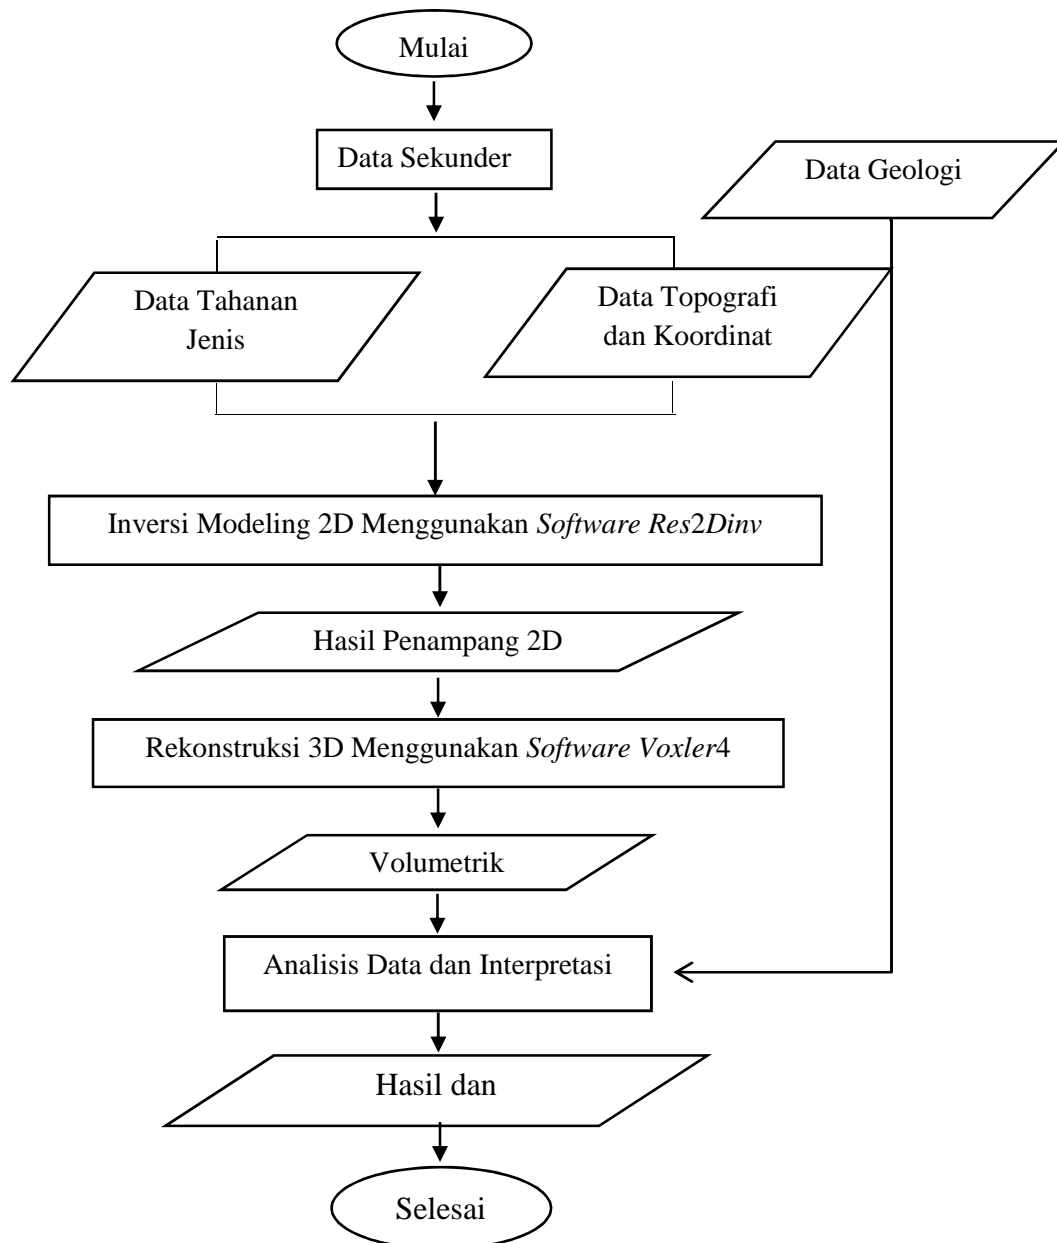 Mulai
Data Sekunder
Data Geologi
Data Tahanan
Jenis
Data Topografi
dan Koordinat
Inversi Modeling 2D Menggunakan Software Res2Dinv
Hasil Penampang 2D
Rekonstruksi 3D Menggunakan Software Voxler4
Volumetrik
Analisis Data dan Interpretasi
Hasil dan
Selesai